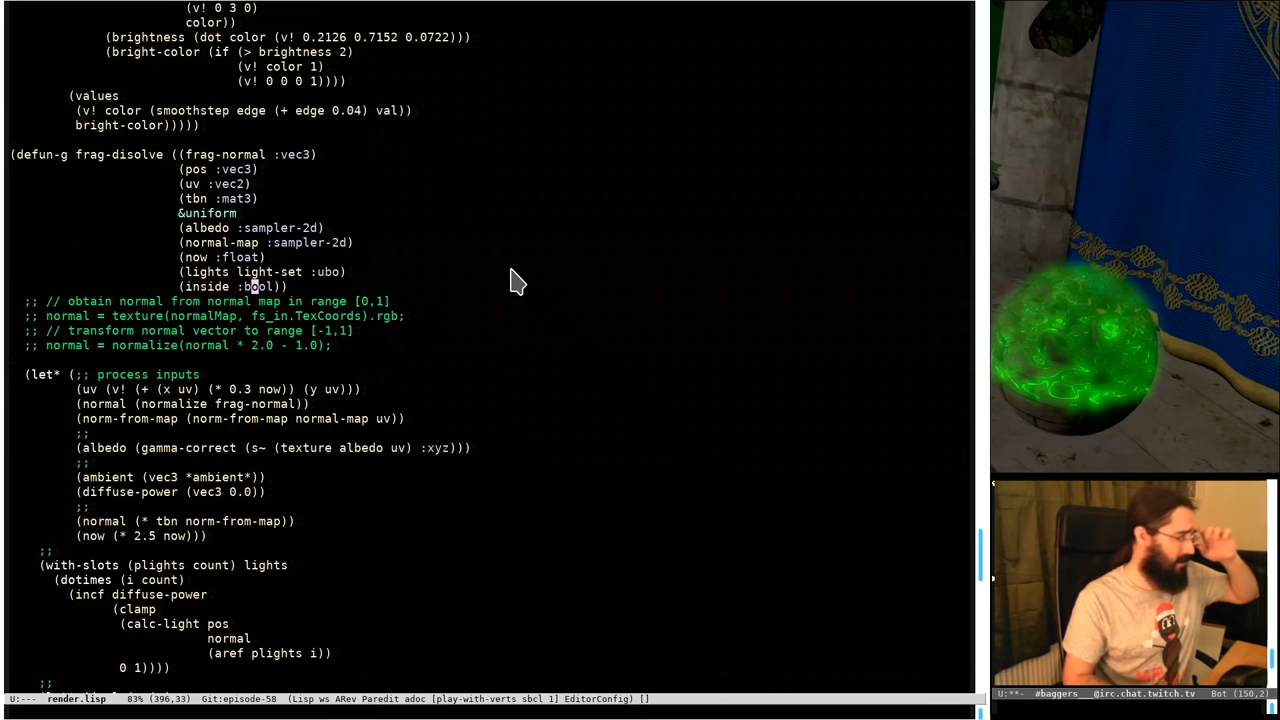 (v! 0 3 0)
color))
(brightness (dot color (v! 0.2126 0.7152 0.0722)))
(bright-color (if (> brightness 2)
(v! color 1)
(v! 0 0 0 1))))
(values
(v! color (smoothstep edge (+ edge 0.04) val))
bright-color)))))
(defun-g frag-disolve ((frag-normal :vec3)
(pos :vec3)
(uv :vec2)
(tbn :mat3)
&uniform
(albedo :sampler-2d)
(normal-map :sampler-2d)
(now :float)
(lights light-set :ubo)
(inside :bool))
;; // obtain normal from normal map in range [0,1]
;; normal = texture(normalMap, fs_in.TexCoords).rgb;
;; // transform normal vector to range [-1,1]
;; normal = normalize(normal * 2.0 - 1.0);
(let* (;; process inputs
(uv (v! (+ (x uv) (* 0.3 now)) (y uv)))
(normal (normalize frag-normal))
(norm-from-map (norm-from-map normal-map uv))
;;
(albedo (gamma-correct (s~ (texture albedo uv) :xyz)))
;;
(ambient (vec3 *ambient*))
(diffuse-power (vec3 0.0))
;;
(normal (* tbn norm-from-map))
(now (* 2.5 now)))
;;
(with-slots (plights count) lights
(dotimes (i count)
(incf diffuse-power
(clamp
(calc-light pos
normal
(aref plights i))
0 1))))
;;
U:--- render.lisp 83% (396,33) Git:episode-58 (Lisp ws ARev Paredit adoc [play-with-verts sbcl 1] EditorConfig) []
U:**- #baggers___@irc.chat.twitch.tv Bot (150,2)